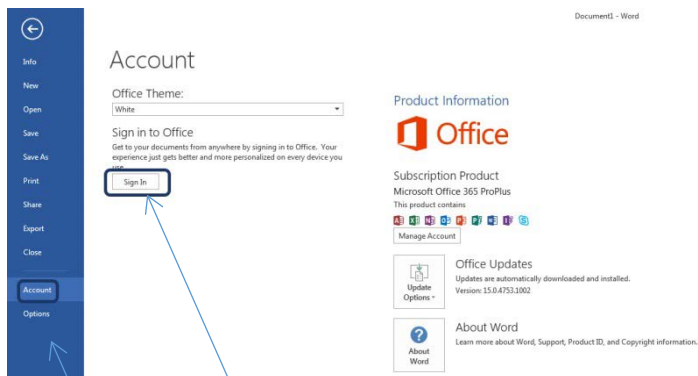 Document1 - Word
Info
New
Open
Save
Save As
Print
Share
Export
Close
Account
Options
Account
Office Theme:
White
Sign in to Office
Get to your documents from anywhere by signing in to Office. Your
experience just gets better and more personalized on every device you
use.
Sign In
Product Information
Office
Subscription Product
Microsoft Office 365 ProPlus
This product contains
Manage Account
Update
Options
Office Updates
Updates are automatically downloaded and installed.
Version: 15.0.4753.1002
About
Word
About Word
Learn more about Word, Support, Product ID, and Copyright information.